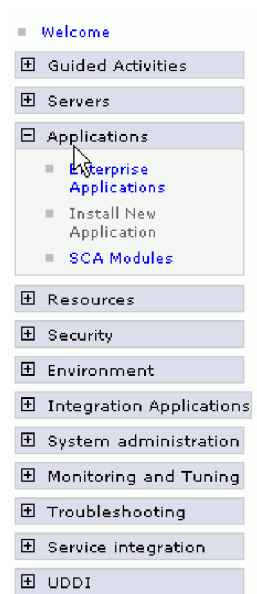 Welcome
Guided Activities
Servers
Applications
Enterprise
Applications
Install New
Application
SCA Modules
Resources
Security
Environment
Integration Applications
System administration
Monitoring and Tuning
Troubleshooting
Service integration
UDDI